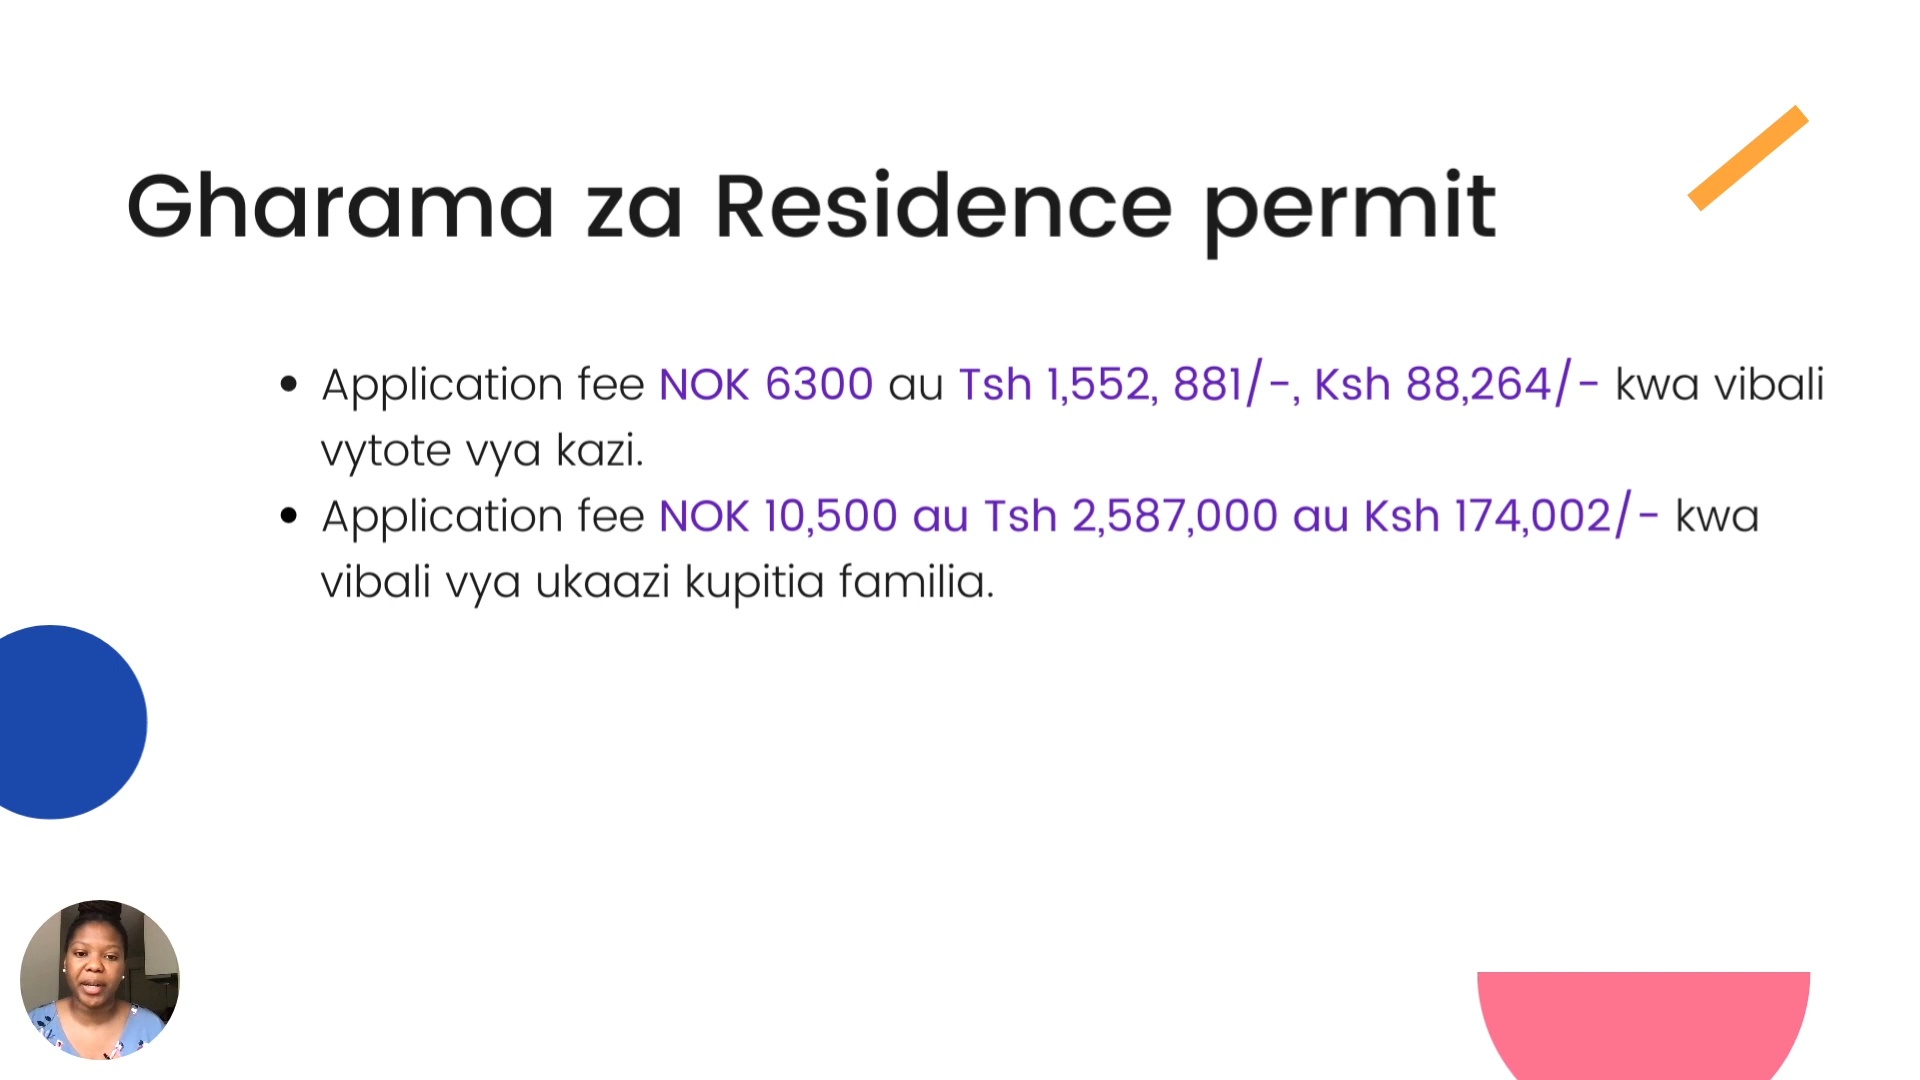 Gharama za Residence permit
Application fee NOK 6300 au Tsh 1,552, 881/-, Ksh 88,264/- kwa vibali
vytote vya kazi.
Application fee NOK 10,500 au Tsh 2,587,000 au Ksh 174,002/- kwa
vibali vya ukaazi kupitia familia.